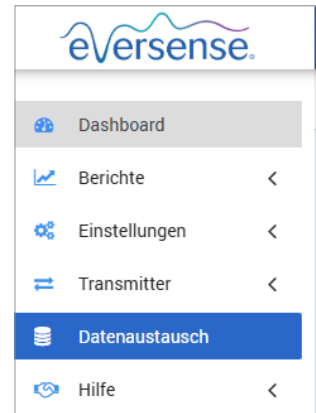 eversense.
Dashboard
Berichte
Einstellungen
Transmitter
Datenaustausch
Hilfe